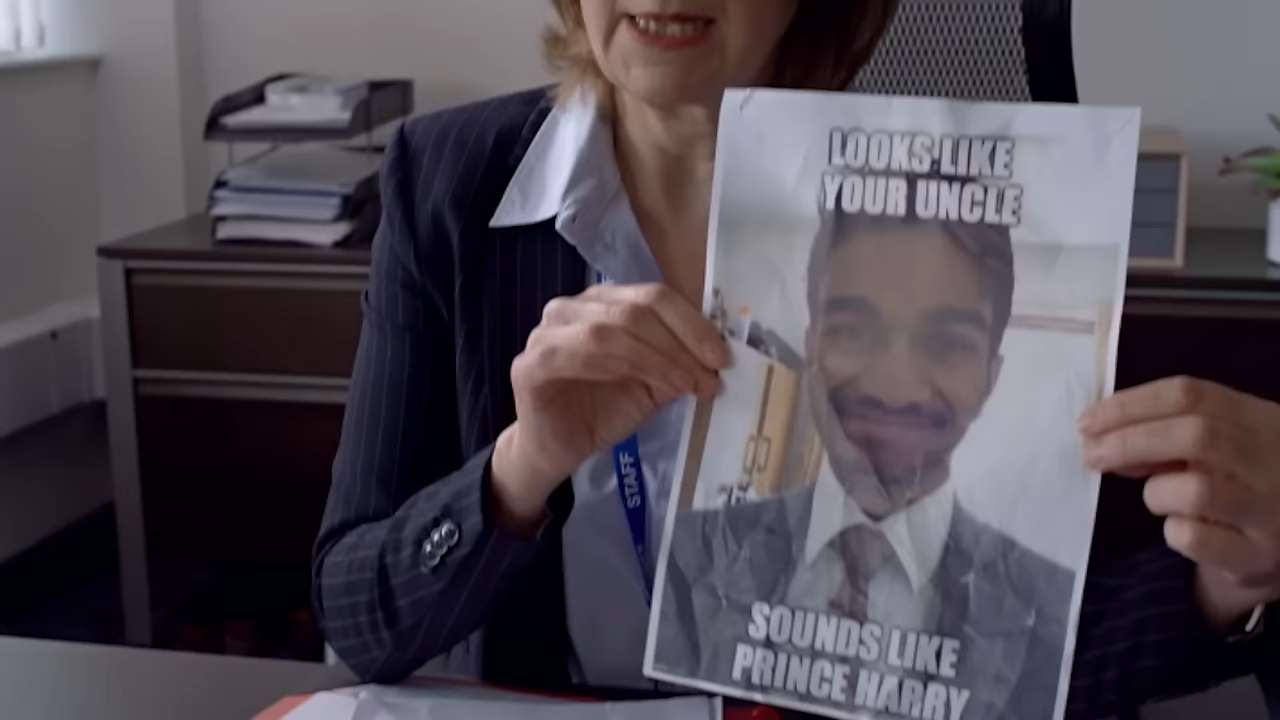 LOOKS LIKE
YOUR UNCLE
STAFF
SOUNDS LIKE
PRINCE HARRY